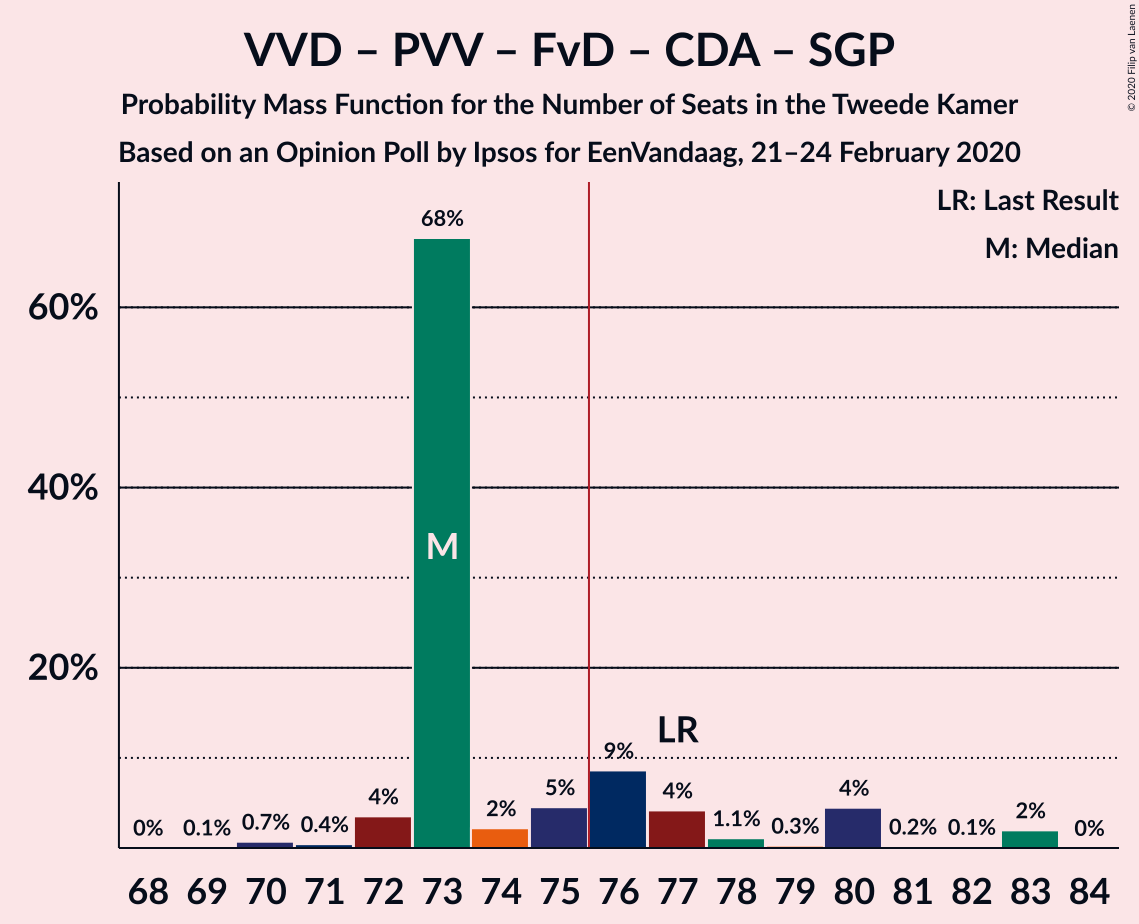 VVD – PVV – FvD – CDA – SGP
Probability Mass Function for the Number of Seats in the Tweede Kamer
Based on an Opinion Poll by Ipsos for EenVandaag, 21–24 February 2020
© 2020 Filip van Laenen
LR: Last Result
M: Median
68%
60%
40%
M
20%
LR
9%
0% 0.1% 0.7% 0.4% 4% 2% 5% 4% 1.1% 0.3% 4% 0.2% 0.1% 2% 0%
68 69 70 71 72 73 74 75 76 77 78 79 80 81 82 83 84